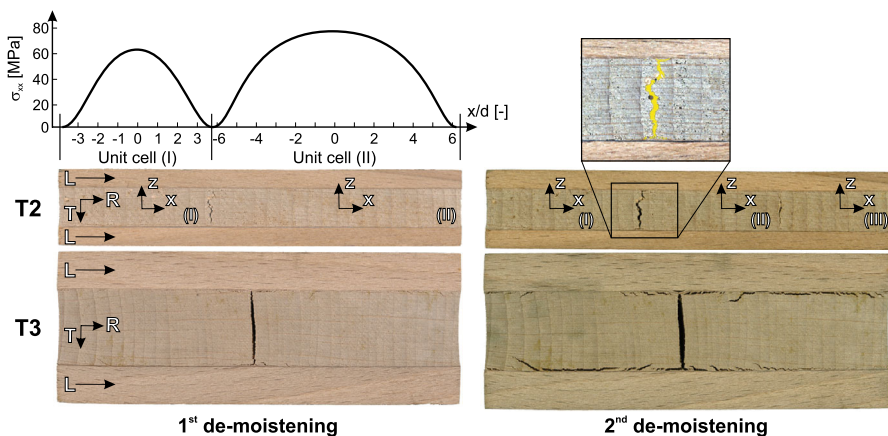 σxx [MPa]
80
60
40
20
0
x/d [-]
-3 -2 -1 0 1 2 3 -6 -4 -2 0 2 4 6
Unit cell (I) Unit cell (II)
T2
L
T R z x (I) z x (II)
L
z x (I) z x (II) z x (III)
T3
L
T R
L
1st de-moistening
2nd de-moistening